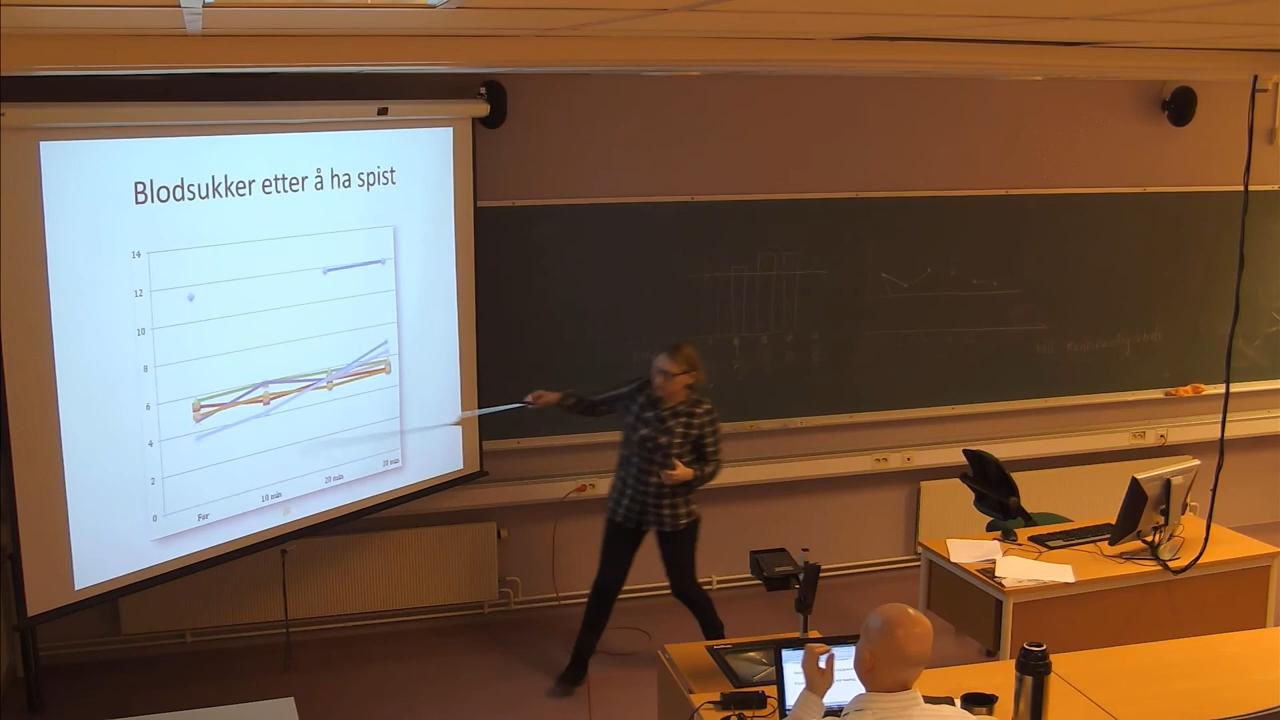 Blodsukker etter å ha spist
14
12
10
8
6
4
2
0
Før
10 min
20 min
30 min